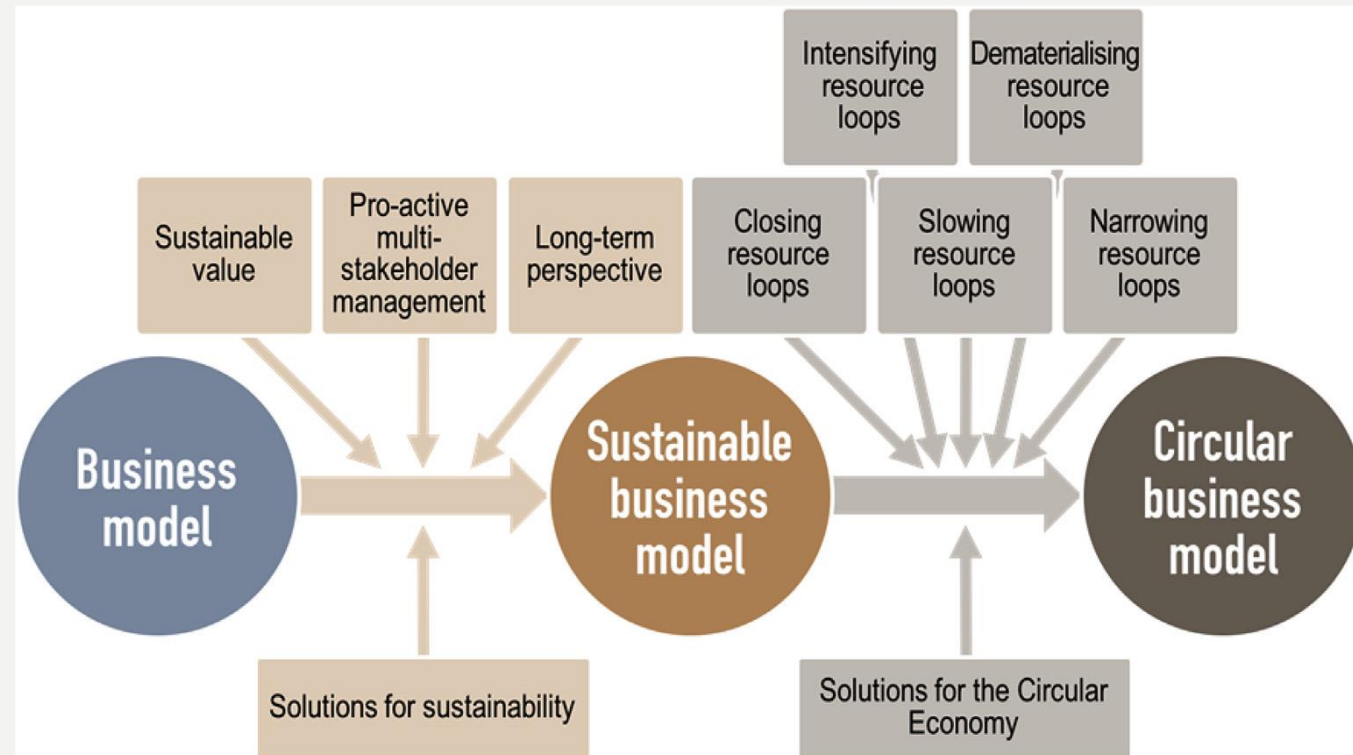 Intensifying
resource
loops
Dematerialising
resource
loops
Sustainable
value
Pro-active
multi-
stakeholder
management
Long-term
perspective
Closing
resource
loops
Slowing
resource
loops
Narrowing
resource
loops
Business
model
Sustainable
business
model
Circular
business
model
Solutions for sustainability
Solutions for the Circular
Economy